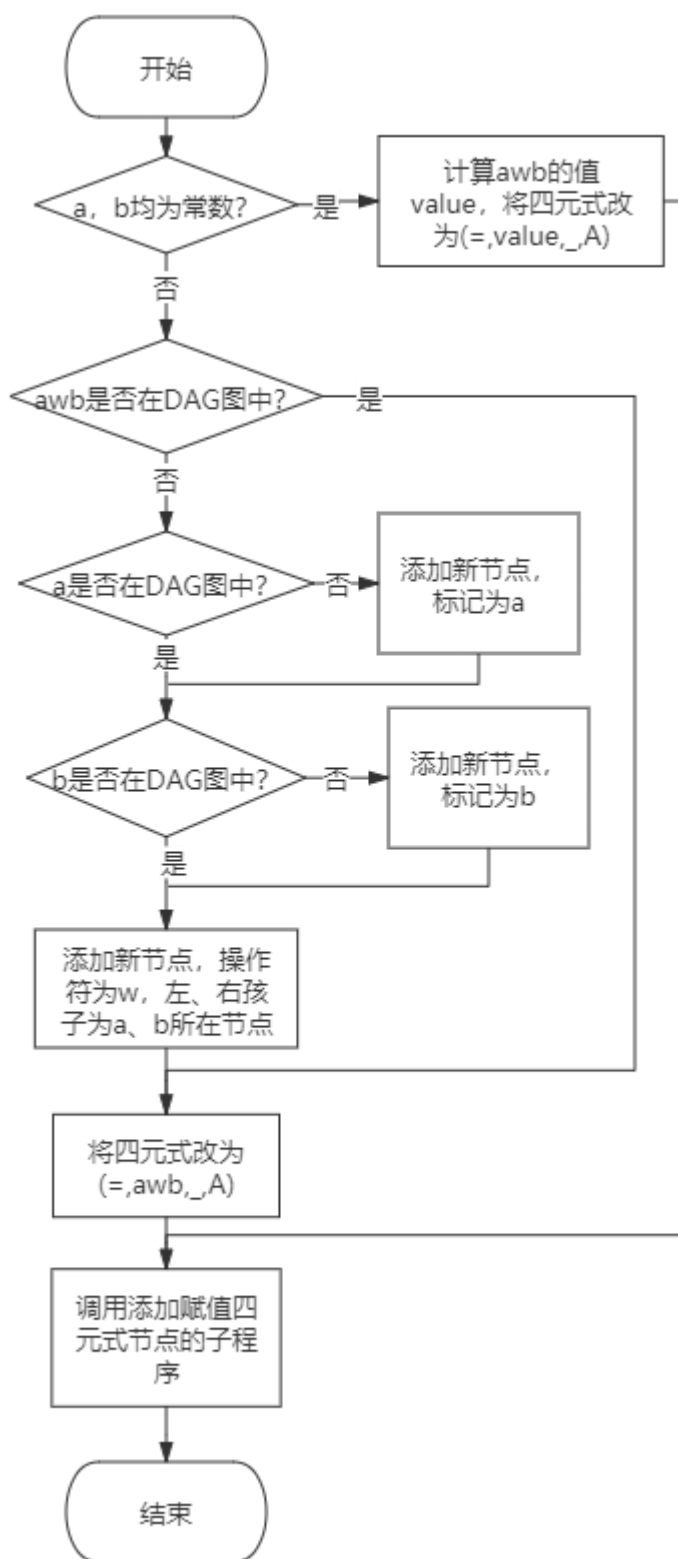 开始
a，b均为常数？
是
计算awb的值
value，将四元式改
为(=,value,_,A)
否
awb是否在DAG图中？
是
否
a是否在DAG图中？
否
添加新节点，
标记为a
是
b是否在DAG图中？
否
添加新节点，
标记为b
是
添加新节点，操作
符为w，左、右孩
子为a、b所在节点
将四元式改为
(=,awb,_,A)
调用添加赋值四
元式节点的子程
序
结束